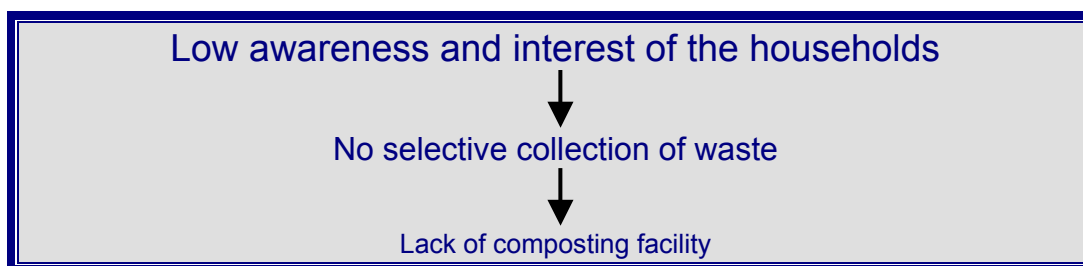 Low awareness and interest of the households
No selective collection of waste
Lack of composting facility